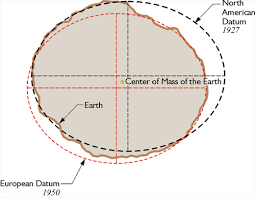 North
American
Datum
1927
Center of Mass of the Earth
Earth
European Datum
1950